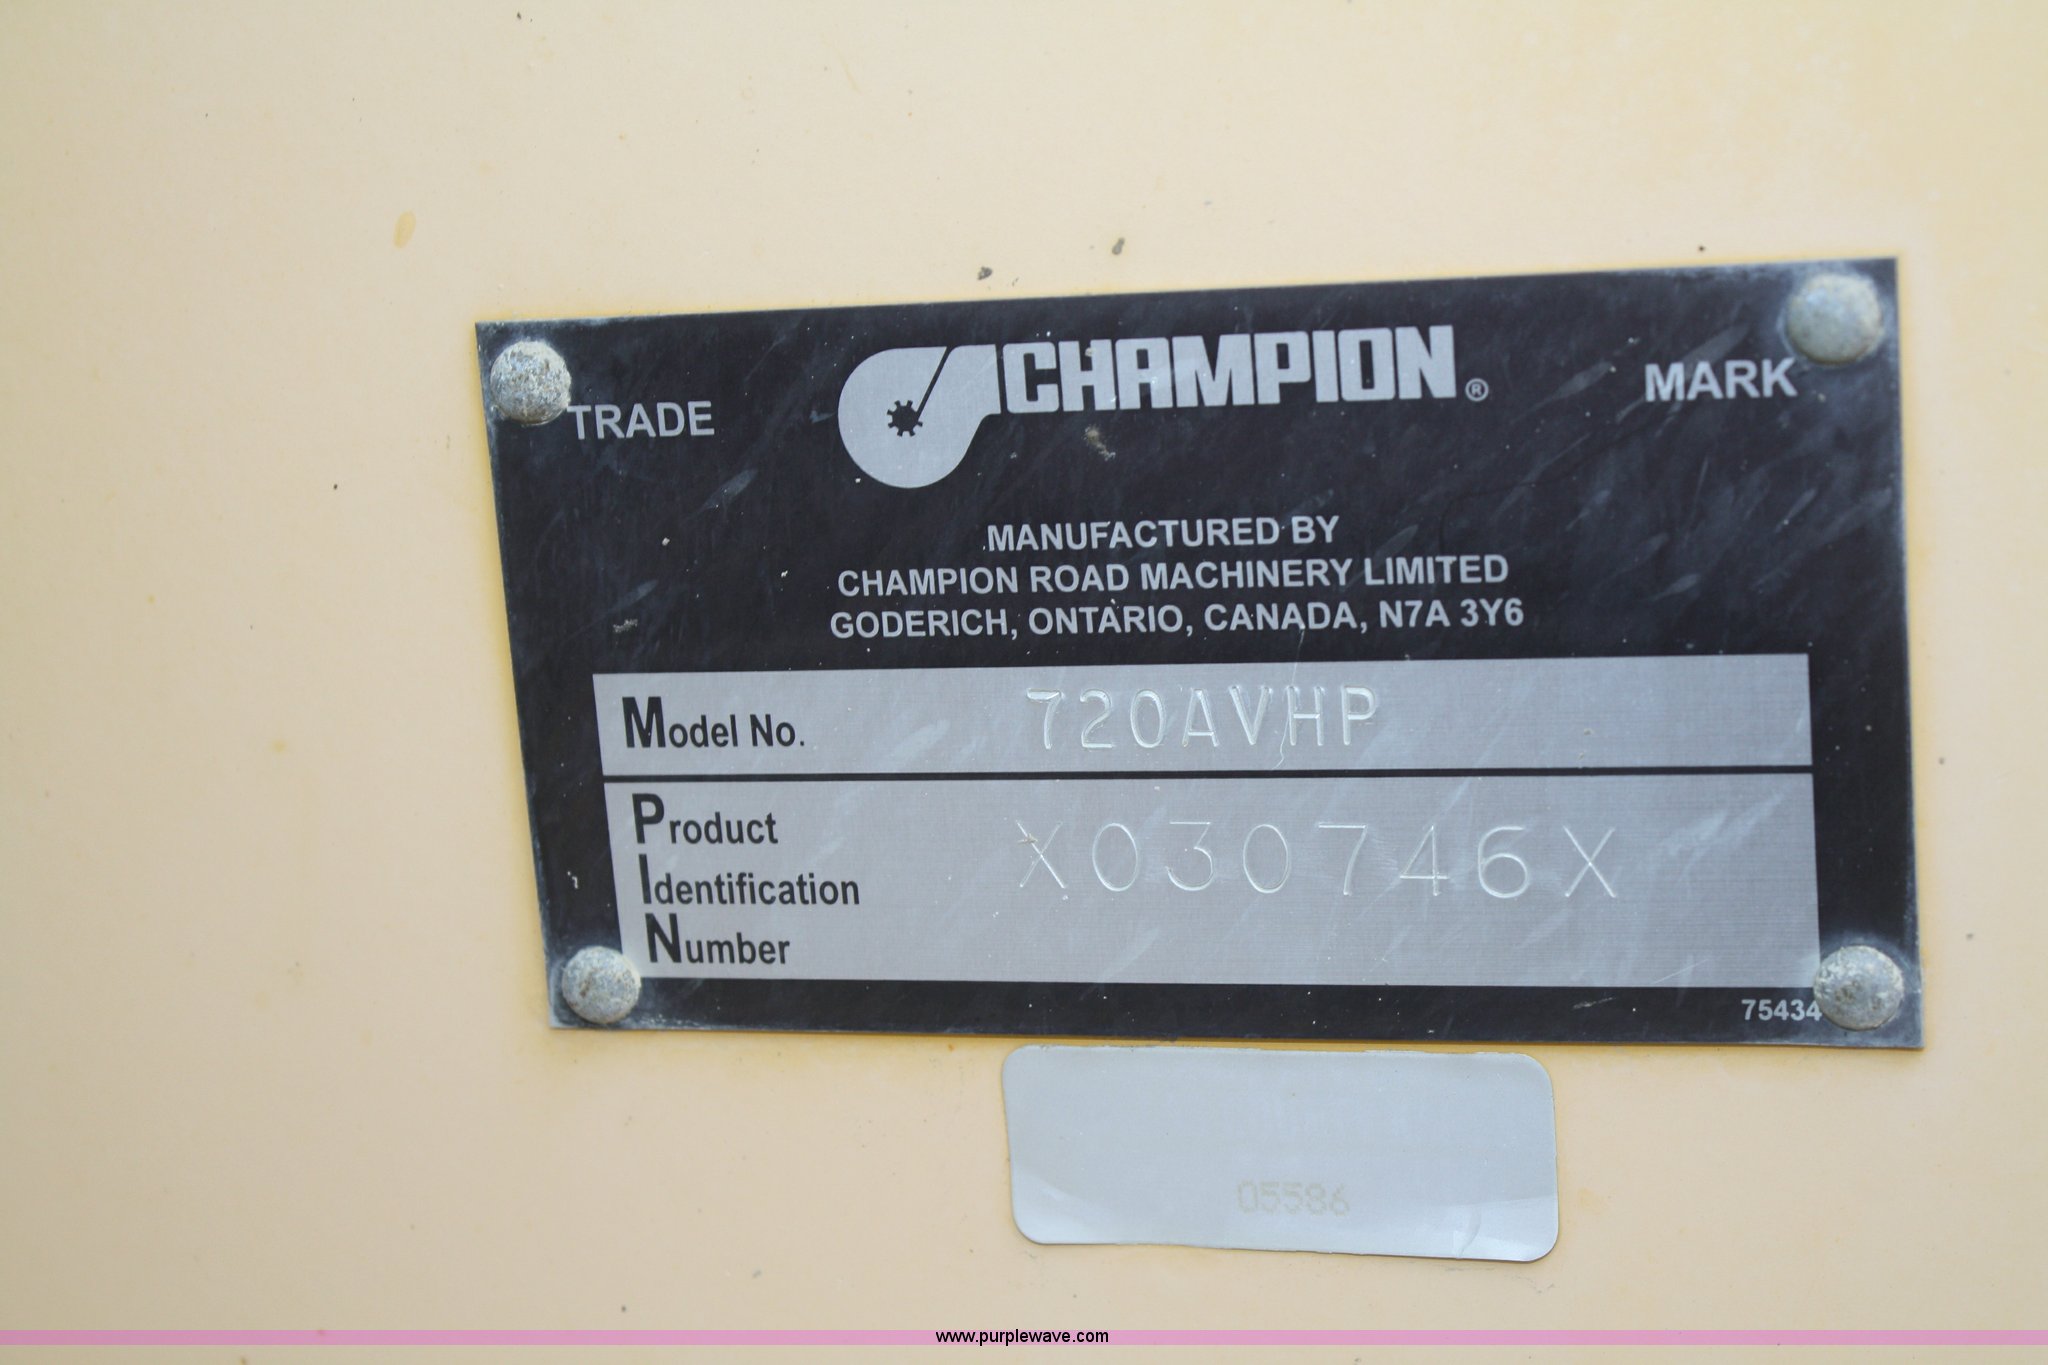 CHAMPION®
TRADE MARK
MANUFACTURED BY
CHAMPION ROAD MACHINERY LIMITED
GODERICH, ONTARIO, CANADA, N7A 3Y6
Model No. 720AVHP
Product
Identification
Number
X030746X
75434
05586
www.purplewave.com